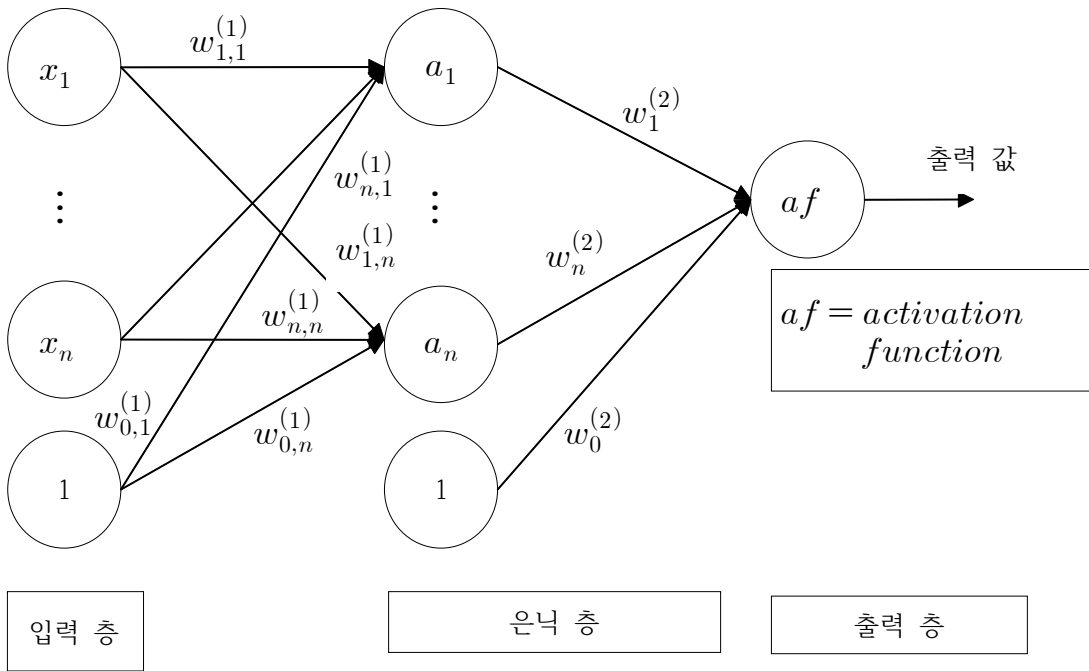 x_1
w_{1,1}^{(1)}
a_1
w_1^{(2)}
출력 값
w_{n,1}^{(1)}
⋮
⋮
af
w_{1,n}^{(1)}
w_n^{(2)}
x_n
w_{n,n}^{(1)}
a_n
af = activation
function
w_{0,1}^{(1)}
w_{0,n}^{(1)}
w_0^{(2)}
1
1
입력 층
은닉 층
출력 층